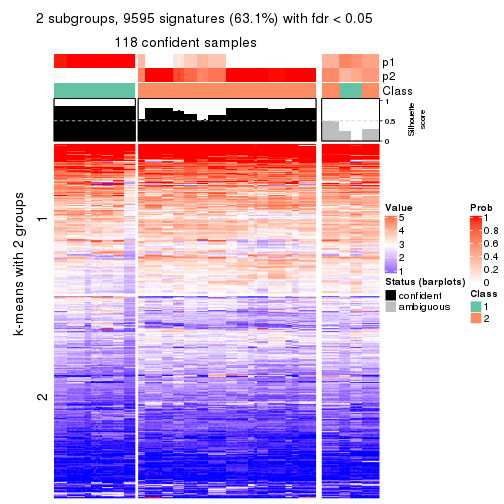 2 subgroups, 9595 signatures (63.1%) with fdr < 0.05
118 confident samples
p1
p2
Class
1
0.5
0
Silhouette
score
k-means with 2 groups
1
2
Value
5
4
3
2
1
Status (barplots)
confident
ambiguous
Prob
1
0.8
0.6
0.4
0.2
0
Class
1
2